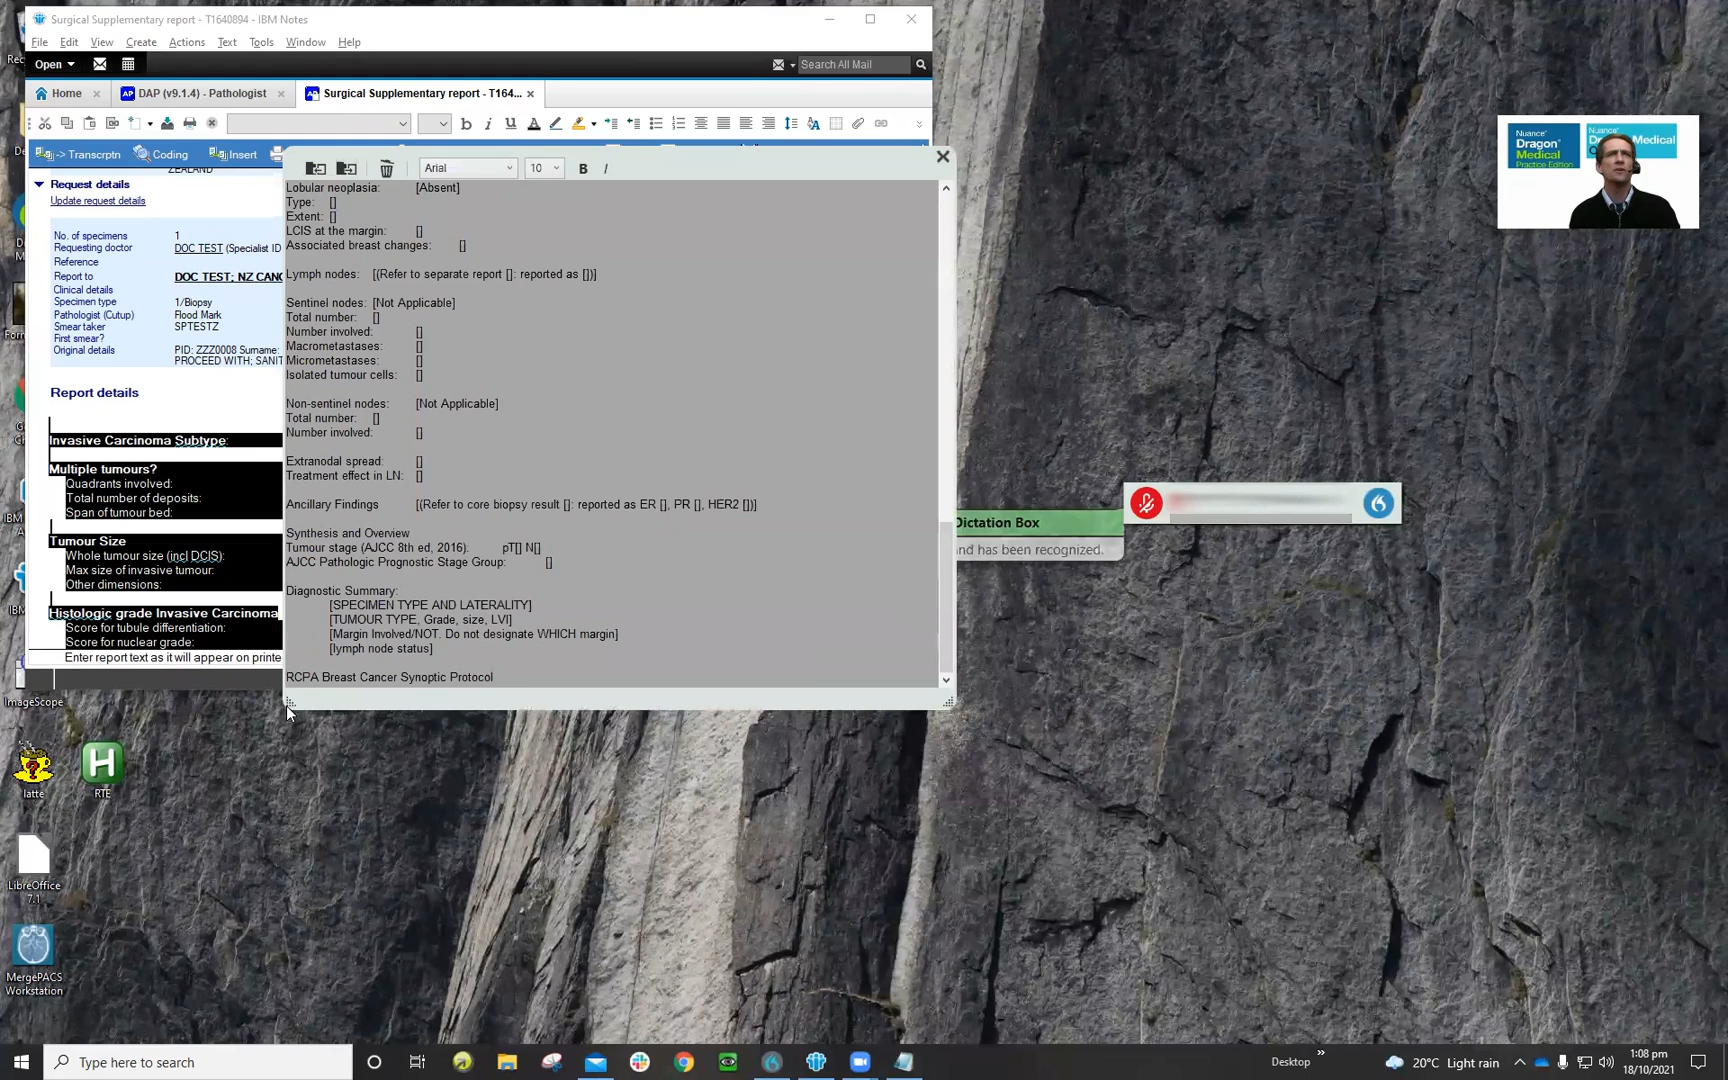 Surgical Supplementary report - T1640894 - IBM Notes
File Edit View Create Actions Text Tools Window Help
Open
Search All Mail
Home
DAP (v9.1.4) - Pathologist
Surgical Supplementary report - T164...
-> Transcrptn
Coding
Insert
Arial
10
B
I
ZEALAND
Request details
Update request details
No. of specimens 1
Requesting doctor DOC TEST (Specialist ID
Reference
Report to DOC TEST; NZ CANC
Clinical details
Specimen type 1/Biopsy
Pathologist (Cutup) Flood Mark
Smear taker SPTESTZ
First smear?
Original details PID: ZZZ0008 Surname:
PROCEED WITH; SANIT
Report details
Invasive Carcinoma Subtype:
Multiple tumours?
Quadrants involved:
Total number of deposits:
Span of tumour bed:
Tumour Size
Whole tumour size (incl DCIS):
Max size of invasive tumour:
Other dimensions:
Histologic grade Invasive Carcinoma
Score for tubule differentiation:
Score for nuclear grade:
Enter report text as it will appear on printe
Lobular neoplasia: [Absent]
Type: []
Extent: []
LCIS at the margin: []
Associated breast changes: []
Lymph nodes: [(Refer to separate report []: reported as [])]
Sentinel nodes: [Not Applicable]
Total number: []
Number involved: []
Macrometastases: []
Micrometastases: []
Isolated tumour cells: []
Non-sentinel nodes: [Not Applicable]
Total number: []
Number involved: []
Extranodal spread: []
Treatment effect in LN: []
Ancillary Findings [(Refer to core biopsy result []: reported as ER [], PR [], HER2 [])]
Synthesis and Overview
Tumour stage (AJCC 8th ed, 2016): pT[] N[]
AJCC Pathologic Prognostic Stage Group: []
Diagnostic Summary:
[SPECIMEN TYPE AND LATERALITY]
[TUMOUR TYPE, Grade, size, LVI]
[Margin Involved/NOT. Do not designate WHICH margin]
[lymph node status]
RCPA Breast Cancer Synoptic Protocol
Dictation Box
and has been recognized.
Nuance
Dragon
Medical
Practice Edition
Nuance
Medical
ImageScope
latte
H
RTE
LibreOffice
7.1
MergePACS
Workstation
Type here to search
Desktop
20°C Light rain
1:08 pm
18/10/2021